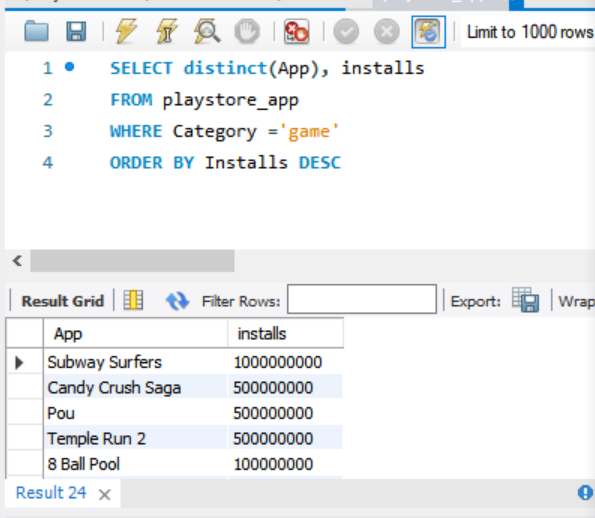 Limit to 1000 rows
1 SELECT distinct(App), installs
2 FROM playstore_app
3 WHERE Category ='game'
4 ORDER BY Installs DESC
Result Grid Filter Rows: Export: Wrap
App installs
Subway Surfers 1000000000
Candy Crush Saga 500000000
Pou 500000000
Temple Run 2 500000000
8 Ball Pool 100000000
Result 24